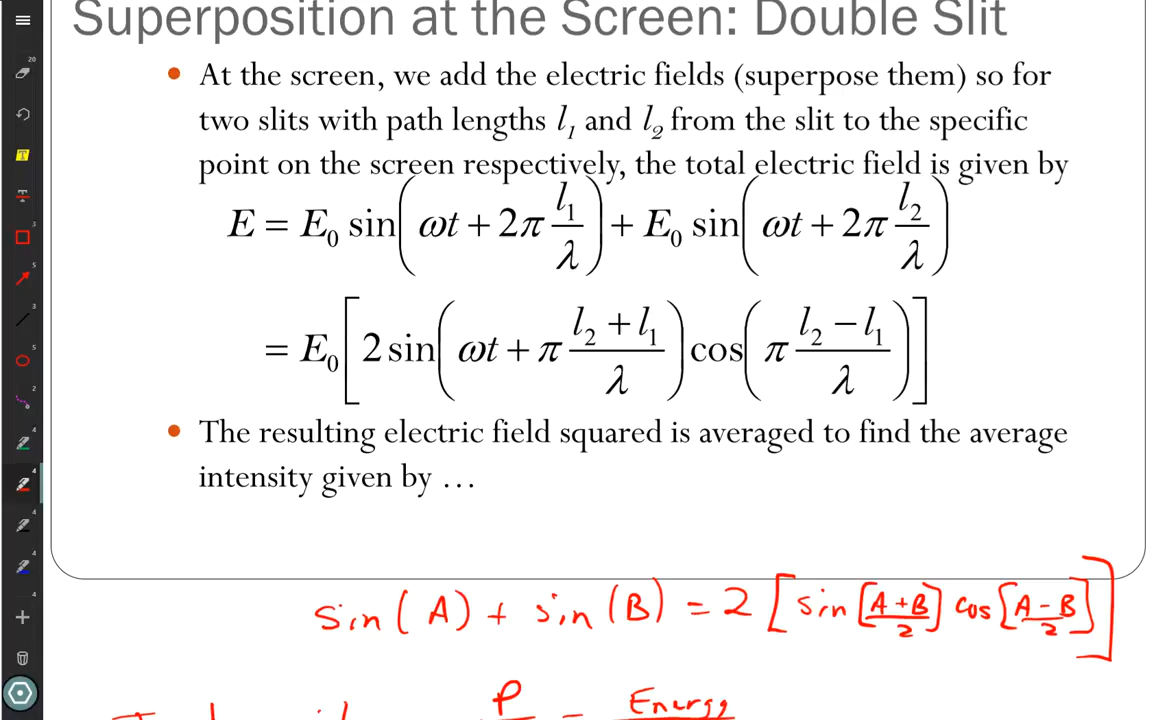 Superposition at the Screen: Double Slit
• At the screen, we add the electric fields (superpose them) so for
two slits with path lengths l₁ and l₂ from the slit to the specific
point on the screen respectively, the total electric field is given by
E = E₀ sin(ωt + 2π l₁/λ) + E₀ sin(ωt + 2π l₂/λ)
= E₀[2 sin(ωt + π (l₂ + l₁)/λ) cos(π (l₂ − l₁)/λ)]
• The resulting electric field squared is averaged to find the average
intensity given by …
sin(A) + sin(B) = 2 [sin[(A+B)/2] cos[(A−B)/2]]
P = Energy